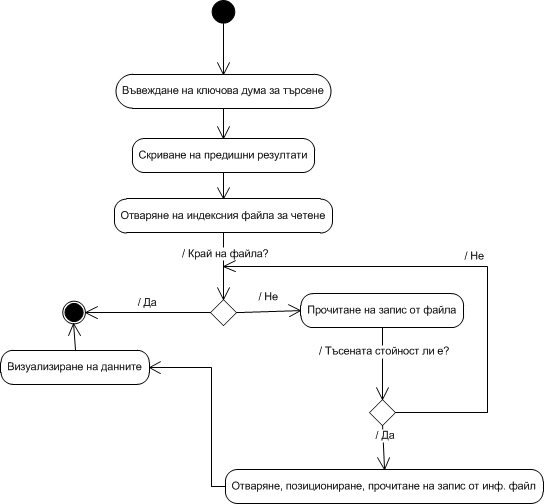 Въвеждане на ключова дума за търсене
Скриване на предишни резултати
Отваряне на индексния файла за четене
/ Край на файла?
/ Не
/ Да
/ Не
Прочитане на запис от файла
/ Тъсената стойност ли е?
Визуализиране на данните
/ Да
Отваряне, позициониране, прочитане на запис от инф. файл